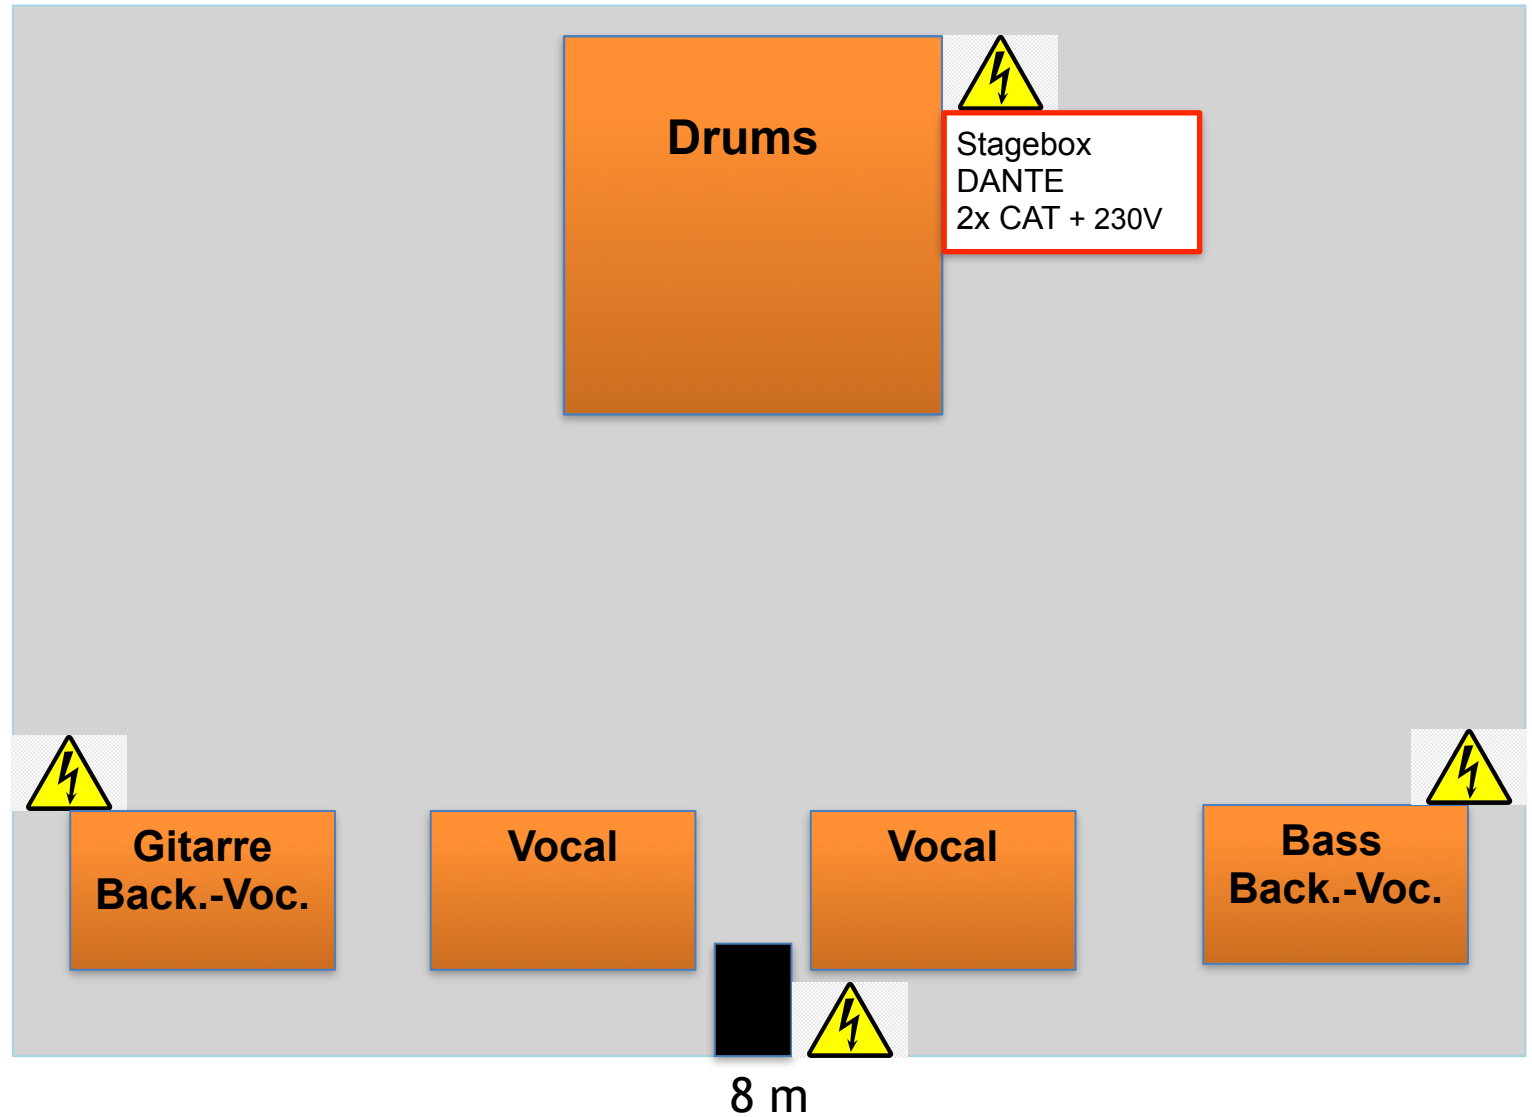 Drums
Stagebox
DANTE
2x CAT + 230V
Gitarre
Back.-Voc.
Vocal
Vocal
Bass
Back.-Voc.
8 m